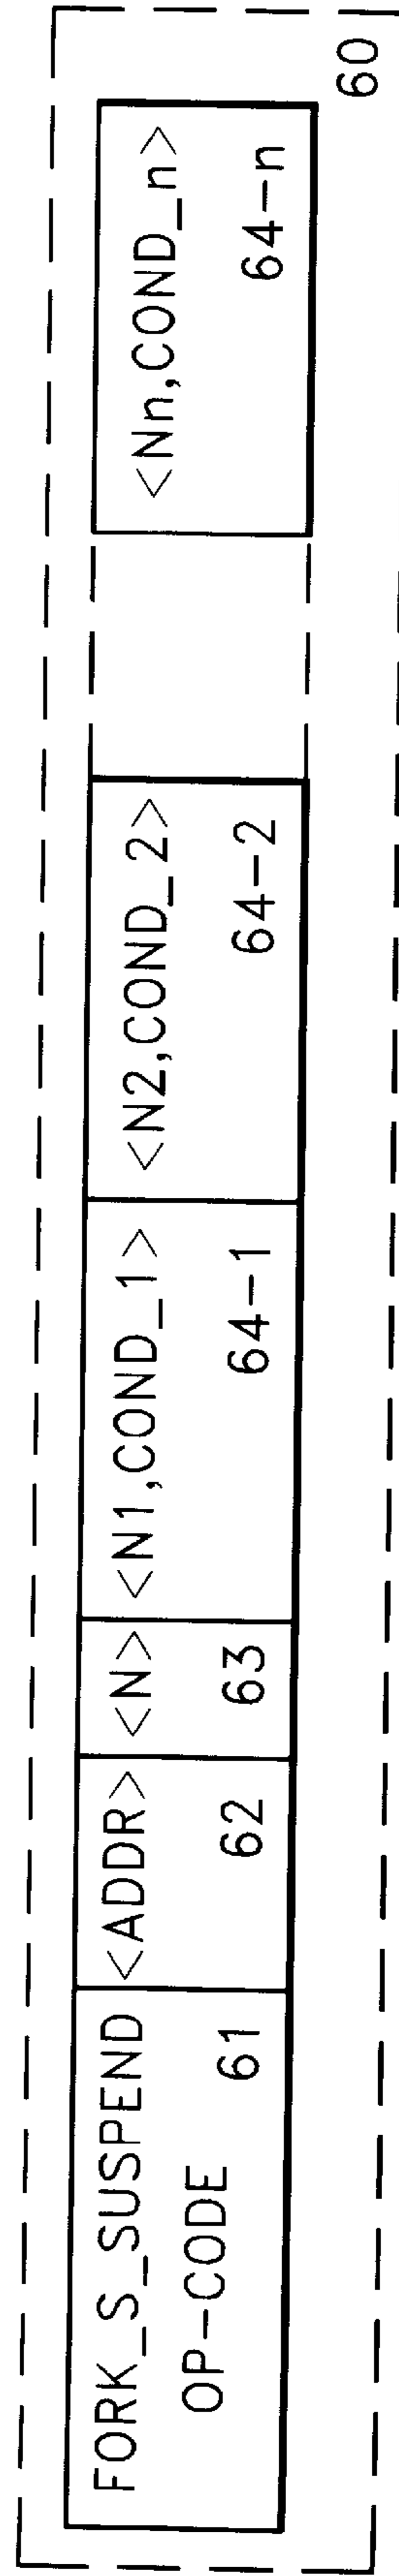 FORK_S_SUSPEND
OP-CODE
61
<ADDR>
62
<N>
63
<N1,COND_1>
64-1
<N2,COND_2>
64-2
<Nn,COND_n>
64-n
60